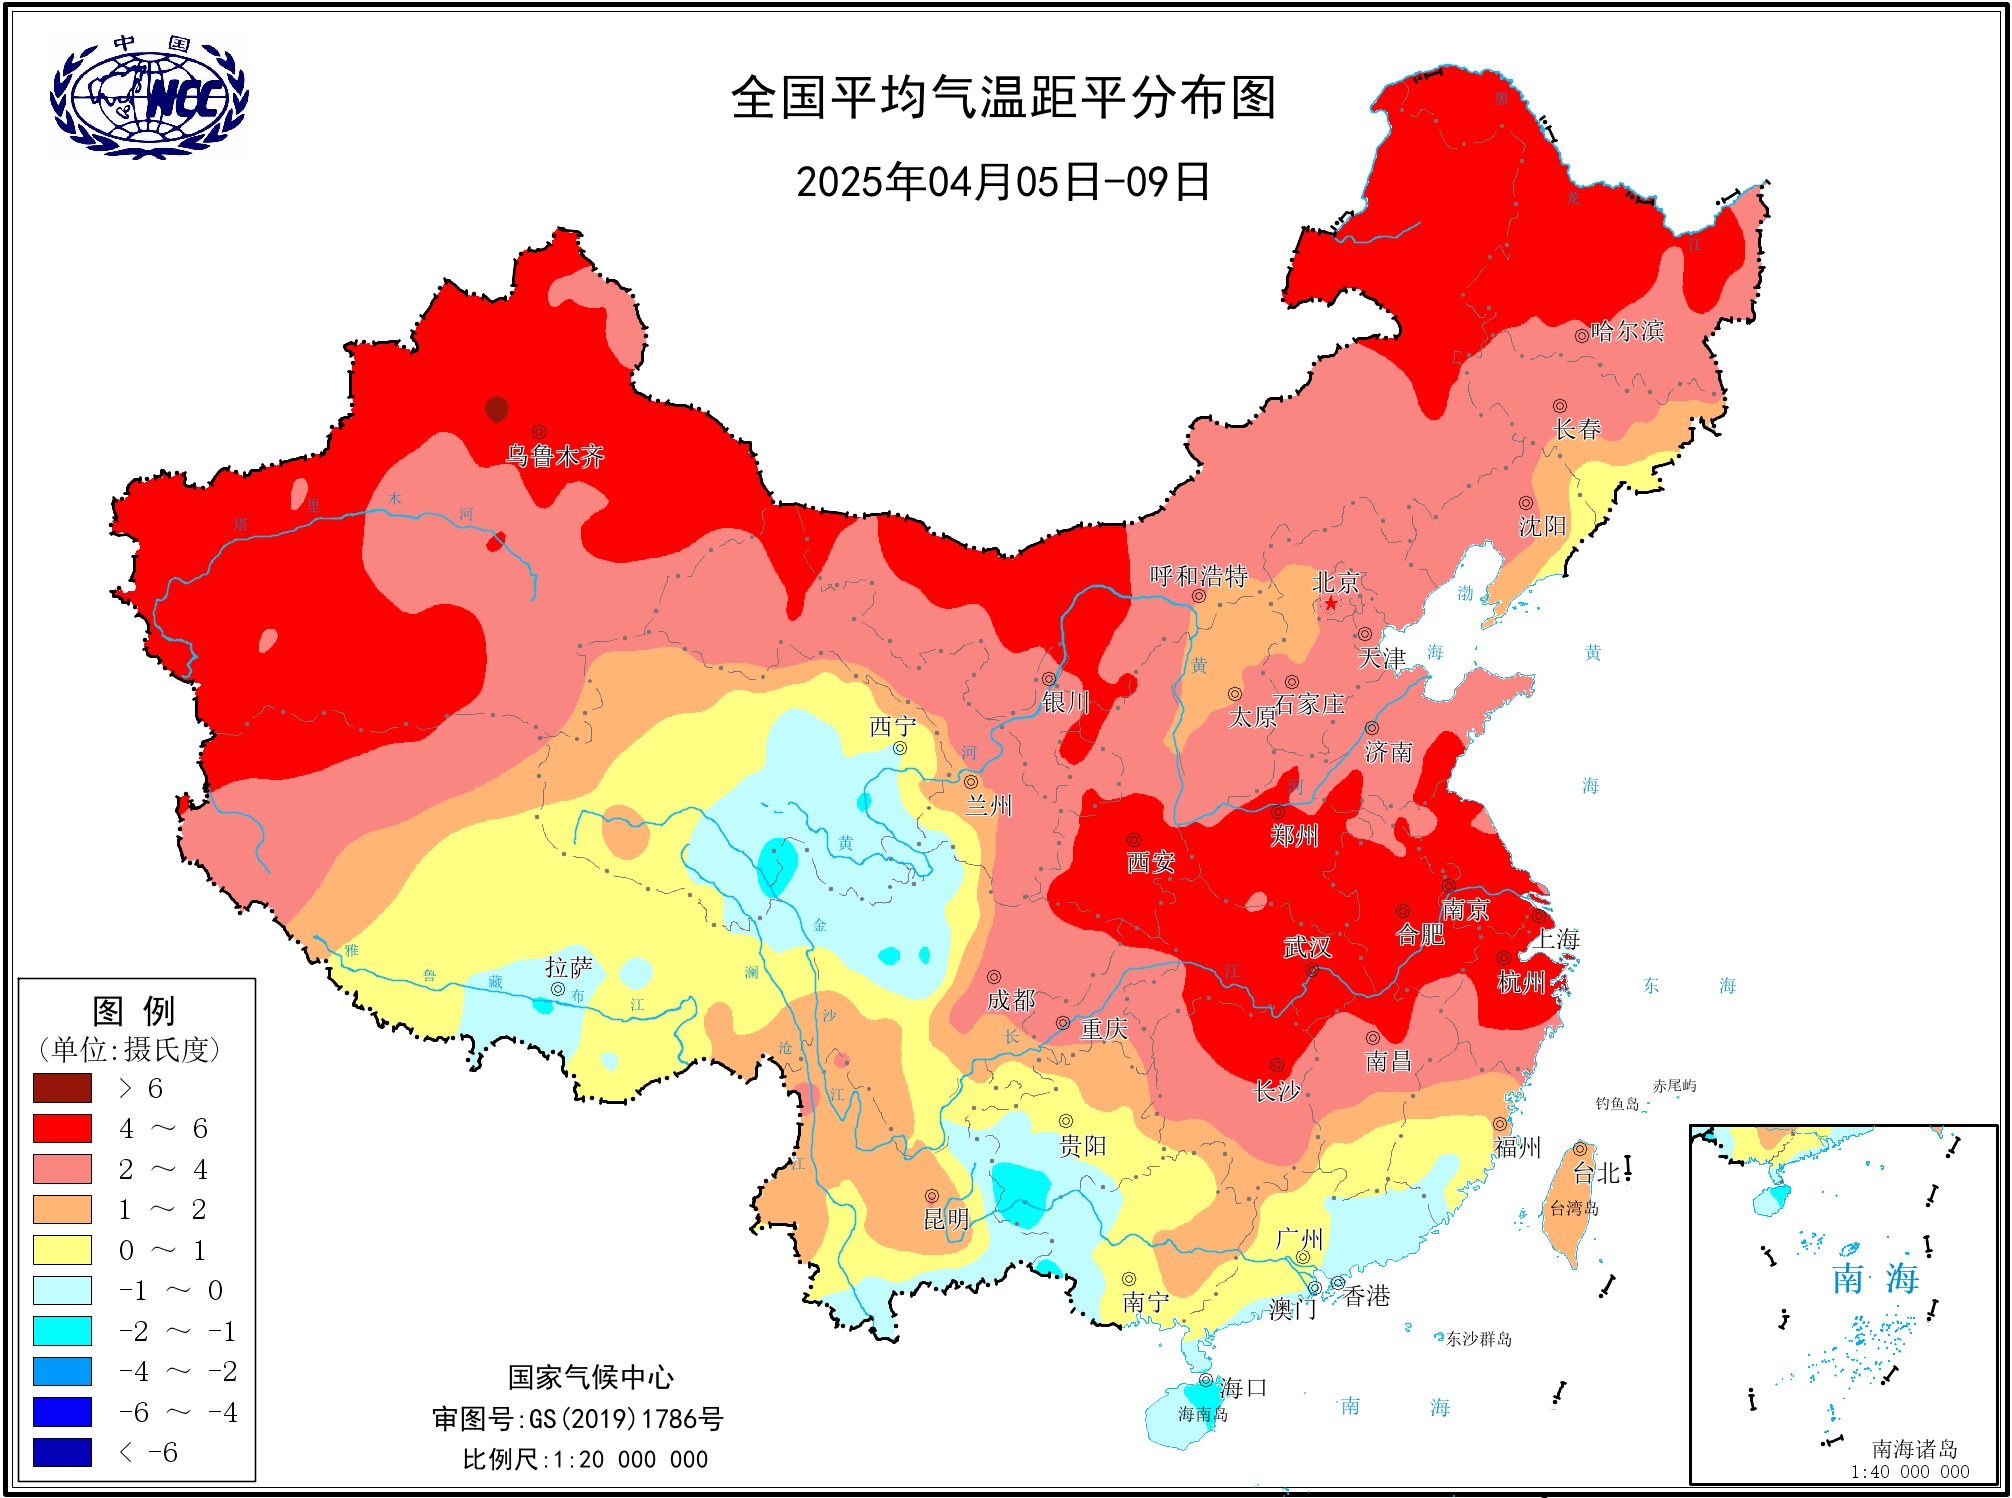 中国
NCC
全国平均气温距平分布图
2025年04月05日-09日
黑
龙
江
哈尔滨
长春
沈阳
乌鲁木齐
塔
里
木
河
呼和浩特
北京
天津
渤
海
黄
海
黄
银川
太原
石家庄
济南
西宁
河
兰州
河
郑州
西安
黄
南京
合肥
上海
武汉
杭州
金
江
东 海
雅
鲁
藏
布
江
拉萨
澜
沧
江
沙
江
成都
重庆
长
南昌
长沙
贵阳
福州
钓鱼岛
赤尾屿
台北
台湾岛
昆明
广州
南宁
澳门
香港
东沙群岛
海口
海南岛
南 海
图 例
(单位:摄氏度)
> 6
4 ～ 6
2 ～ 4
1 ～ 2
0 ～ 1
-1 ～ 0
-2 ～ -1
-4 ～ -2
-6 ～ -4
< -6
国家气候中心
审图号:GS(2019)1786号
比例尺:1:20 000 000
南 海
南海诸岛
1:40 000 000